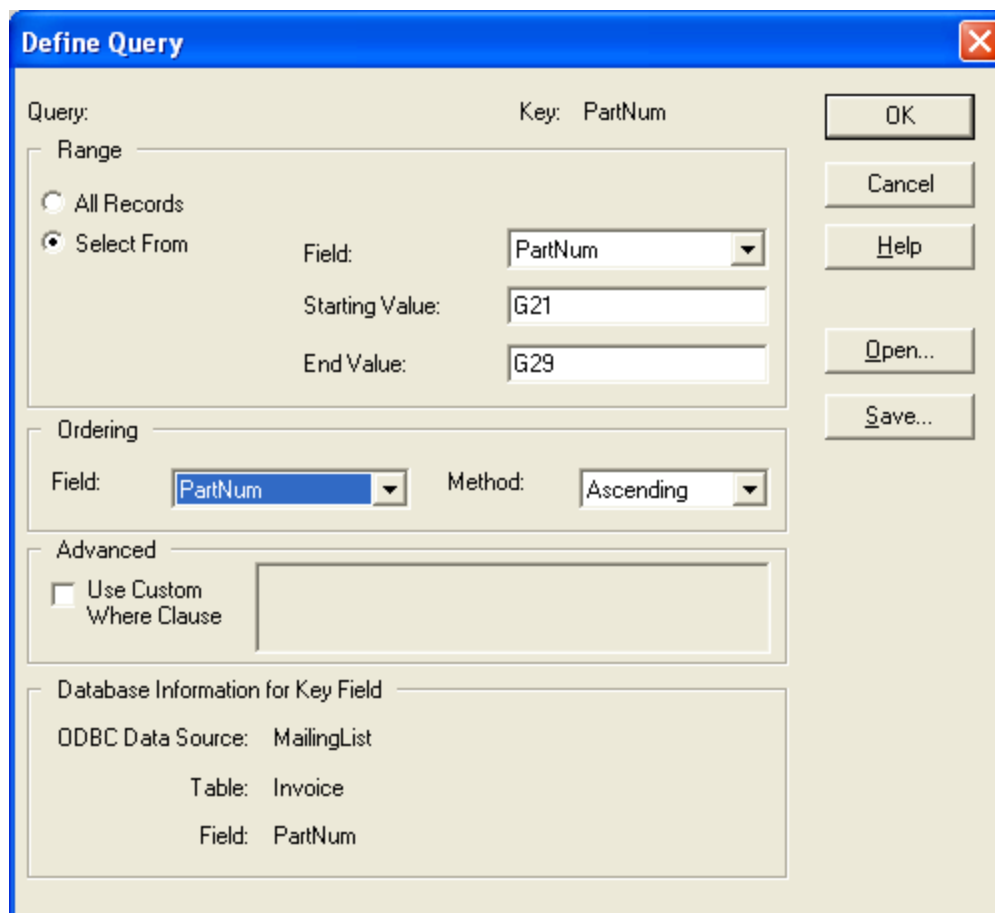 Define Query
Query: Key: PartNum OK
Range
All Records Cancel
Select From Field: PartNum Help
Starting Value: G21
End Value: G29 Open...
Ordering Save...
Field: PartNum Method: Ascending
Advanced
Use Custom
Where Clause
Database Information for Key Field
ODBC Data Source: MailingList
Table: Invoice
Field: PartNum